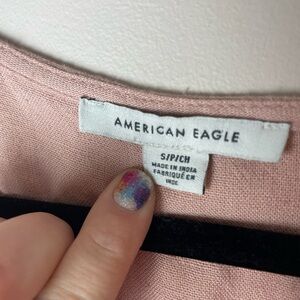 AMERICAN EAGLE
S/P/CH
MADE IN INDIA
FABRIQUÉ EN
INDE